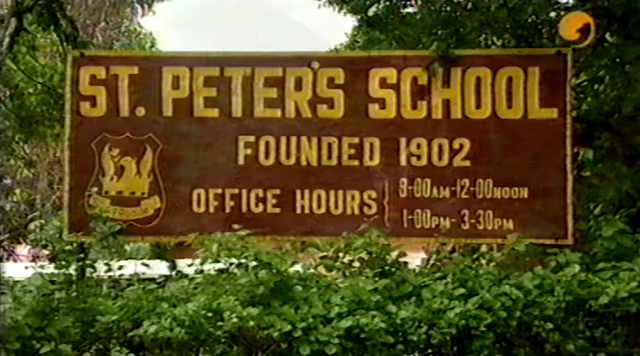 ST. PETER'S SCHOOL
FOUNDED 1902
OFFICE HOURS
8-00AM-12-00NOON
1-00PM-3-30PM